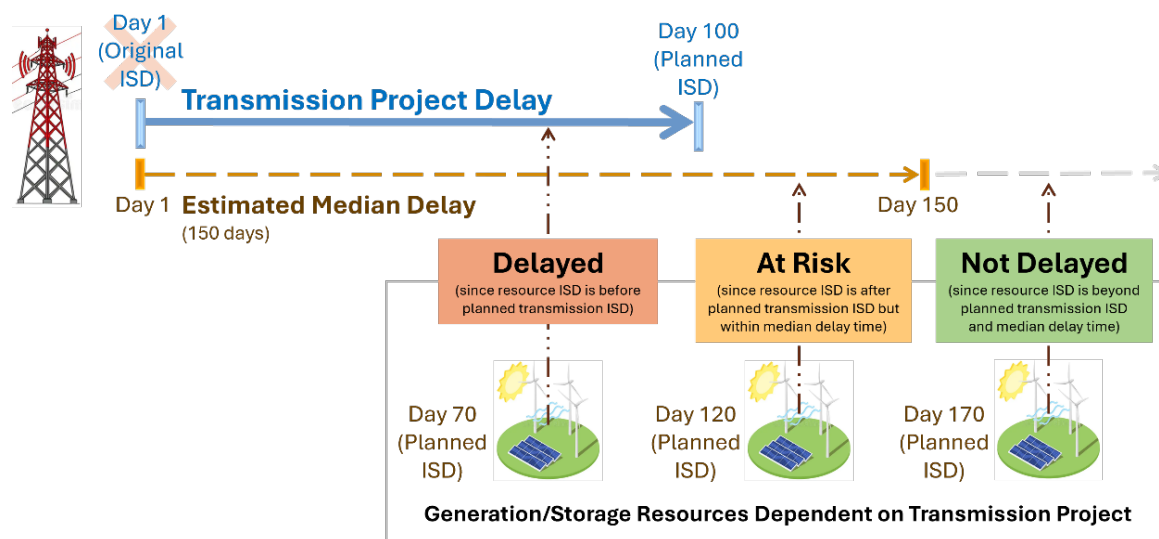 Day 1
(Original
ISD)
Day 100
(Planned
ISD)
Transmission Project Delay
Day 1
Estimated Median Delay
(150 days)
Day 150
Delayed
(since resource ISD is before
planned transmission ISD)
At Risk
(since resource ISD is after
planned transmission ISD but
within median delay time)
Not Delayed
(since resource ISD is beyond
planned transmission ISD
and median delay time)
Day 70
(Planned
ISD)
Day 120
(Planned
ISD)
Day 170
(Planned
ISD)
Generation/Storage Resources Dependent on Transmission Project